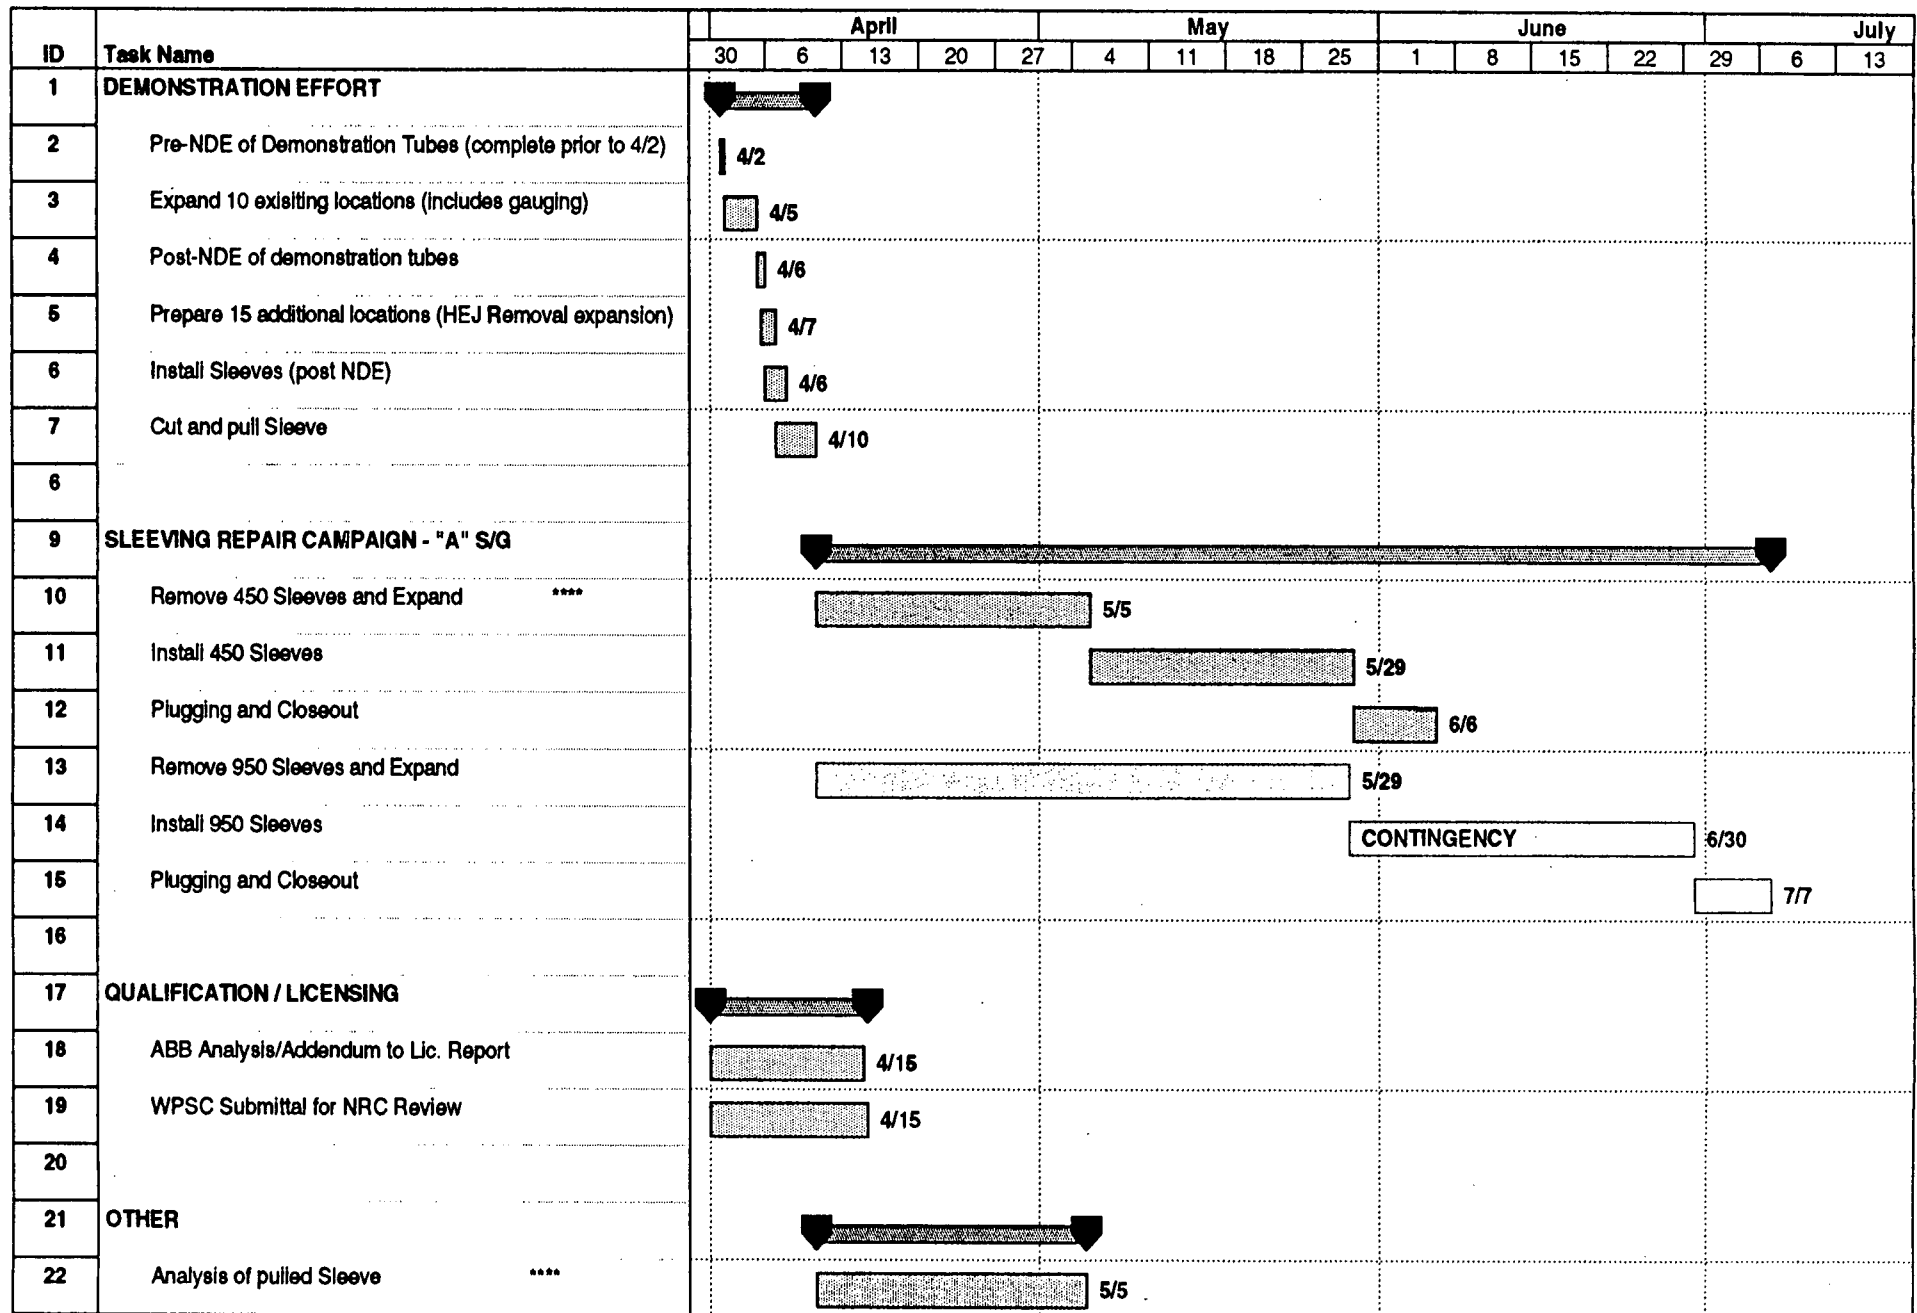 April May June July
ID Task Name 30 6 13 20 27 4 11 18 25 1 8 15 22 29 6 13
1 DEMONSTRATION EFFORT
2 Pre-NDE of Demonstration Tubes (complete prior to 4/2) 4/2
3 Expand 10 exisiting locations (includes gauging) 4/5
4 Post-NDE of demonstration tubes 4/6
5 Prepare 15 additional locations (HEJ Removal expansion) 4/7
6 Install Sleeves (post NDE) 4/6
7 Cut and pull Sleeve 4/10
6
9 SLEEVING REPAIR CAMPAIGN - "A" S/G
10 Remove 450 Sleeves and Expand **** 5/5
11 Install 450 Sleeves 5/29
12 Plugging and Closeout 6/6
13 Remove 950 Sleeves and Expand 5/29
14 Install 950 Sleeves CONTINGENCY 6/30
15 Plugging and Closeout 7/7
16
17 QUALIFICATION / LICENSING
18 ABB Analysis/Addendum to Lic. Report 4/15
19 WPSC Submittal for NRC Review 4/15
20
21 OTHER
22 Analysis of pulled Sleeve **** 5/5